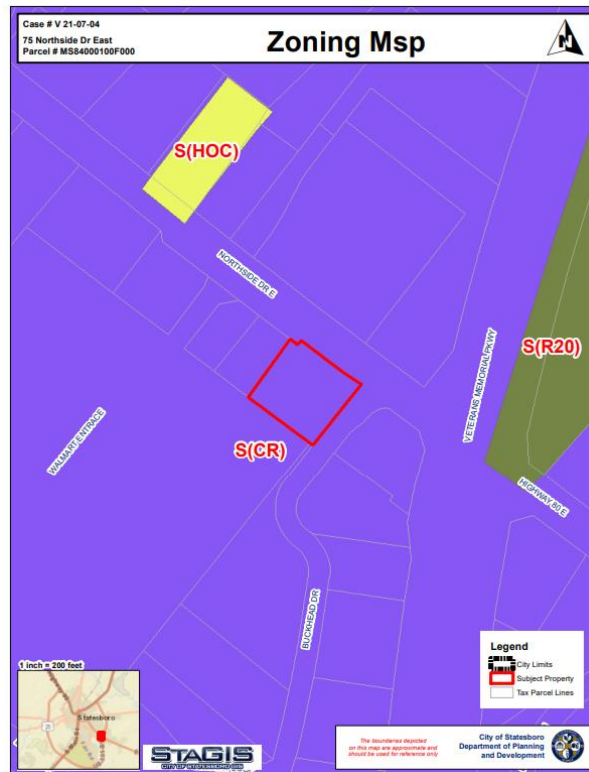 Case # V 21-07-04
75 Northside Dr East
Parcel # MS84000100F000
Zoning Msp
N
S(HOC)
NORTHSIDE DR E
VETERANS MEMORIAL PKWY
S(R20)
WALMART ENTRACE
S(CR)
HIGHWAY 80 E
BUCKHEAD DR
Legend
City Limits
Subject Property
Tax Parcel Lines
1 inch = 200 feet
Statesboro
The boundaries depicted
on this map are approximate and
should be used for reference only
City of Statesboro
Department of Planning
and Development
STAGIS